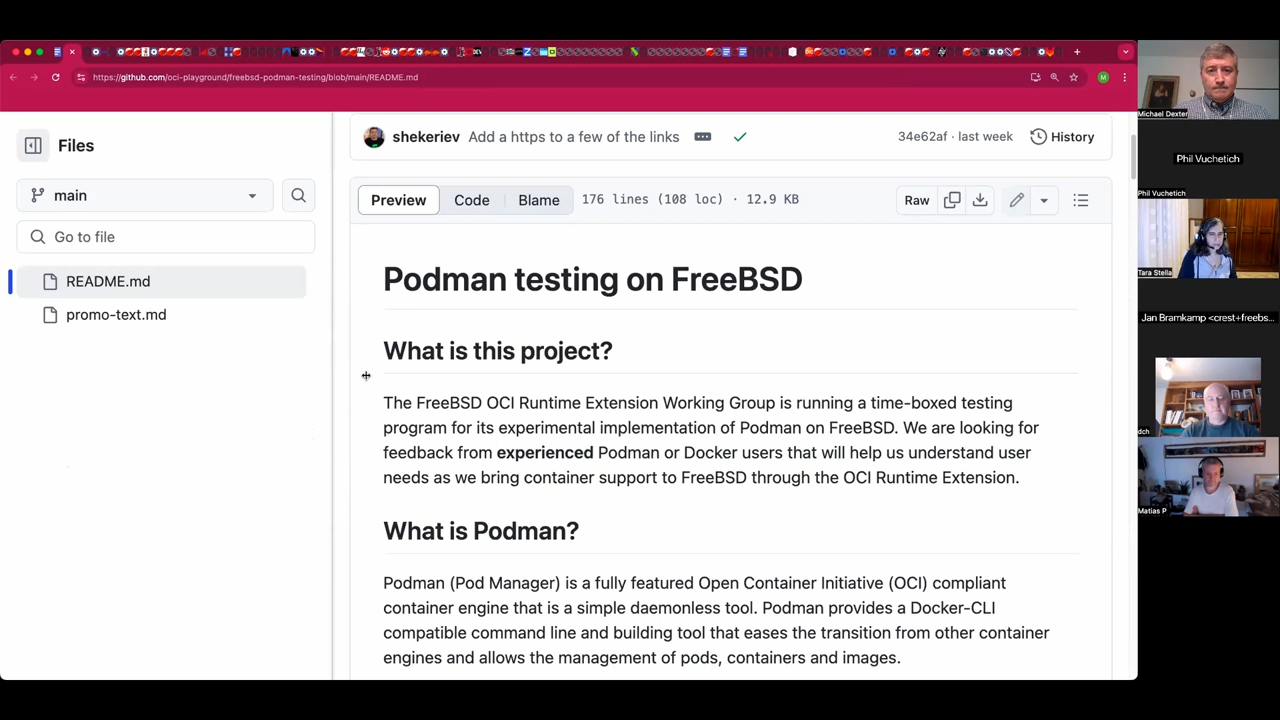 https://github.com/oci-playground/freebsd-podman-testing/blob/main/README.md
M
Files
main
Go to file
README.md
promo-text.md
shekeriev Add a https to a few of the links
34e62af · last week
History
Preview
Code
Blame
176 lines (108 loc) · 12.9 KB
Raw
Podman testing on FreeBSD
What is this project?
The FreeBSD OCI Runtime Extension Working Group is running a time-boxed testing
program for its experimental implementation of Podman on FreeBSD. We are looking for
feedback from experienced Podman or Docker users that will help us understand user
needs as we bring container support to FreeBSD through the OCI Runtime Extension.
What is Podman?
Podman (Pod Manager) is a fully featured Open Container Initiative (OCI) compliant
container engine that is a simple daemonless tool. Podman provides a Docker-CLI
compatible command line and building tool that eases the transition from other container
engines and allows the management of pods, containers and images.
Michael Dexter
Phil Vuchetich
Phil Vuchetich
Tara Stella
Jan Bramkamp <crest+freebs...
dch
Matias P